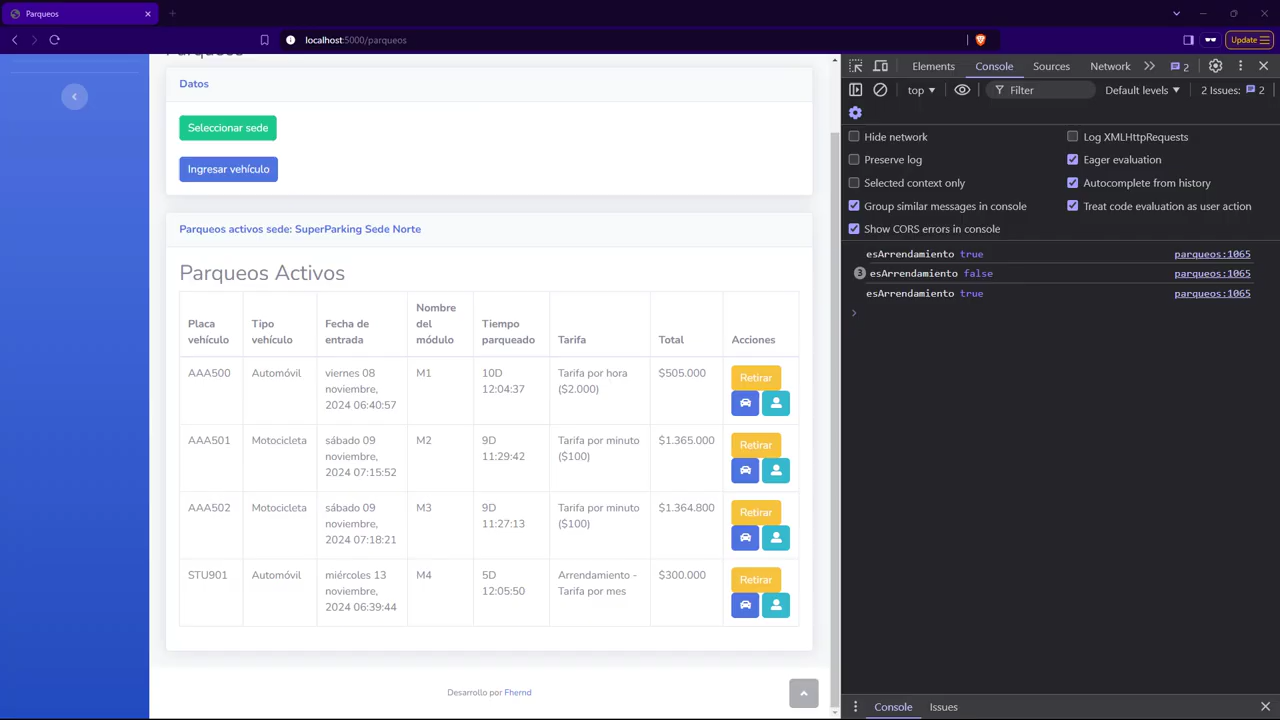 Parqueos
localhost:5000/parqueos
Update
Parqueos
Datos
Seleccionar sede
Ingresar vehículo
Parqueos activos sede: SuperParking Sede Norte
Parqueos Activos
Placa vehículo Tipo vehículo Fecha de entrada Nombre del módulo Tiempo parqueado Tarifa Total Acciones
AAA500 Automóvil viernes 08 noviembre, 2024 06:40:57 M1 10D 12:04:37 Tarifa por hora ($2.000) $505.000 Retirar
AAA501 Motocicleta sábado 09 noviembre, 2024 07:15:52 M2 9D 11:29:42 Tarifa por minuto ($100) $1.365.000 Retirar
AAA502 Motocicleta sábado 09 noviembre, 2024 07:18:21 M3 9D 11:27:13 Tarifa por minuto ($100) $1.364.800 Retirar
STU901 Automóvil miércoles 13 noviembre, 2024 06:39:44 M4 5D 12:05:50 Arrendamiento - Tarifa por mes $300.000 Retirar
Desarrollo por Fhernd
Elements Console Sources Network 2
top Filter Default levels 2 Issues: 2
Hide network Log XMLHttpRequests
Preserve log Eager evaluation
Selected context only Autocomplete from history
Group similar messages in console Treat code evaluation as user action
Show CORS errors in console
esArrendamiento true parqueos:1065
3 esArrendamiento false parqueos:1065
esArrendamiento true parqueos:1065
Console Issues